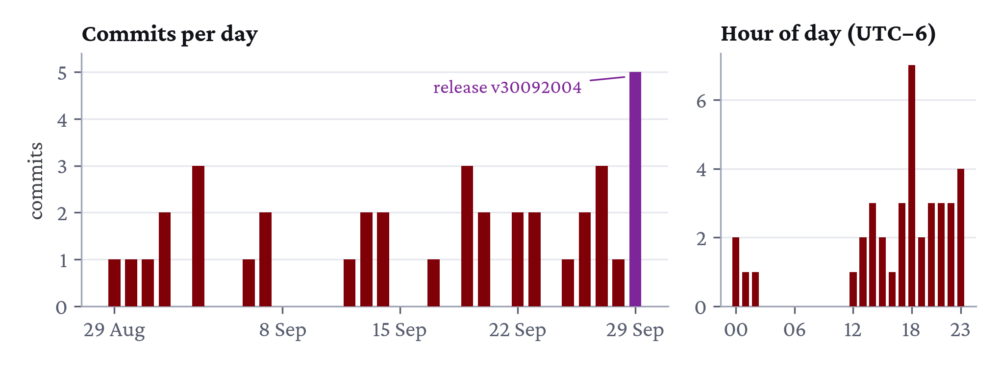 Commits per day
Hour of day (UTC–6)
5
4
3
2
1
0
commits
release v30092004
29 Aug
8 Sep
15 Sep
22 Sep
29 Sep
6
4
2
0
00
06
12
18
23